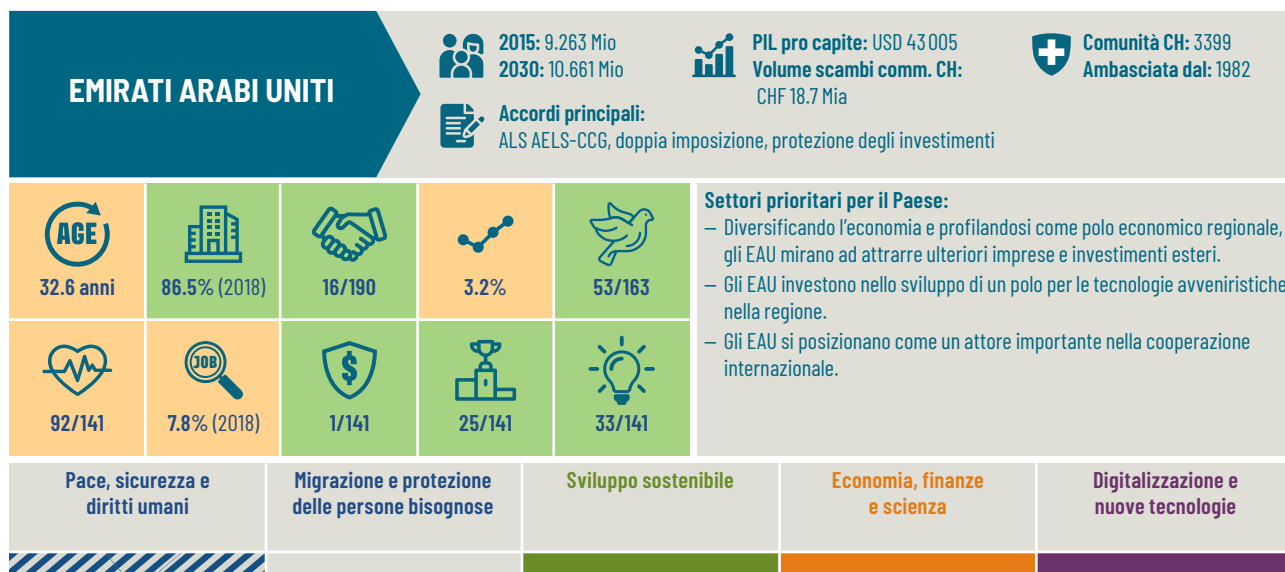 EMIRATI ARABI UNITI
2015: 9.263 Mio
2030: 10.661 Mio
PIL pro capite: USD 43 005
Volume scambi comm. CH:
CHF 18.7 Mia
Comunità CH: 3399
Ambasciata dal: 1982
Accordi principali:
ALS AELS-CCG, doppia imposizione, protezione degli investimenti
AGE
32.6 anni
86.5% (2018)
16/190
3.2%
53/163
JOB
$
92/141
7.8% (2018)
1/141
25/141
33/141
Settori prioritari per il Paese:
– Diversificando l'economia e profilandosi come polo economico regionale,
gli EAU mirano ad attrarre ulteriori imprese e investimenti esteri.
– Gli EAU investono nello sviluppo di un polo per le tecnologie avveniristiche
nella regione.
– Gli EAU si posizionano come un attore importante nella cooperazione
internazionale.
Pace, sicurezza e
diritti umani
Migrazione e protezione
delle persone bisognose
Sviluppo sostenibile
Economia, finanze
e scienza
Digitalizzazione e
nuove tecnologie